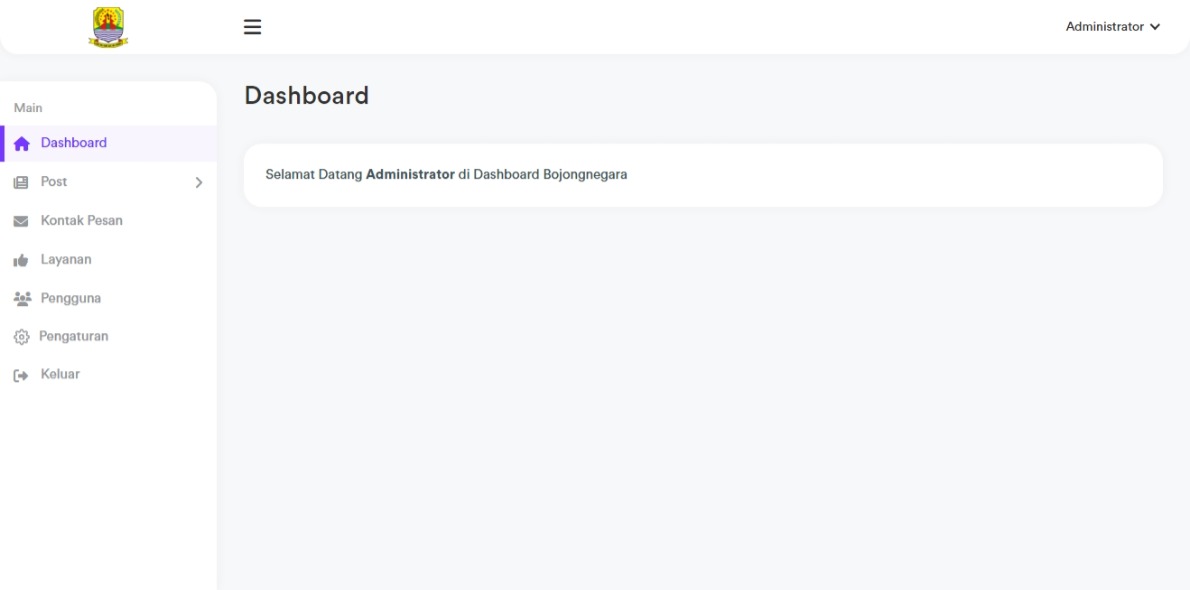 Administrator
Dashboard
Main
Dashboard
Selamat Datang Administrator di Dashboard Bojongnegara
Post
Kontak Pesan
Layanan
Pengguna
Pengaturan
Keluar